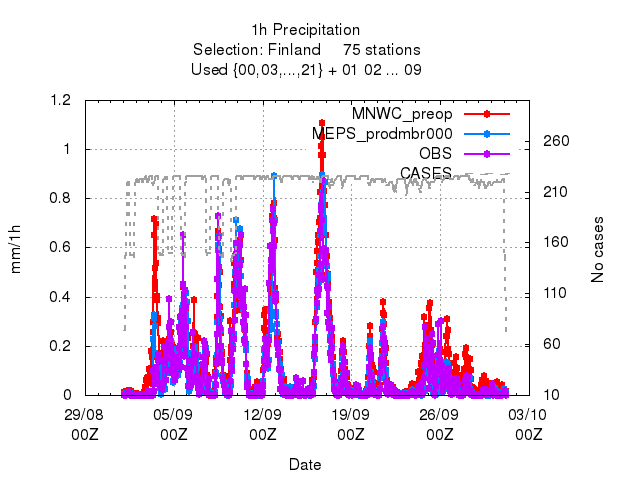 1h Precipitation
Selection: Finland 75 stations
Used {00,03,...,21} + 01 02 ... 09
MNWC_preop
MEPS_prodmbr000
OBS
CASES
mm/1h
1.2
1
0.8
0.6
0.4
0.2
0
260
210
160
110
60
10
No cases
29/08 05/09 12/09 19/09 26/09 03/10
00Z 00Z 00Z 00Z 00Z 00Z
Date